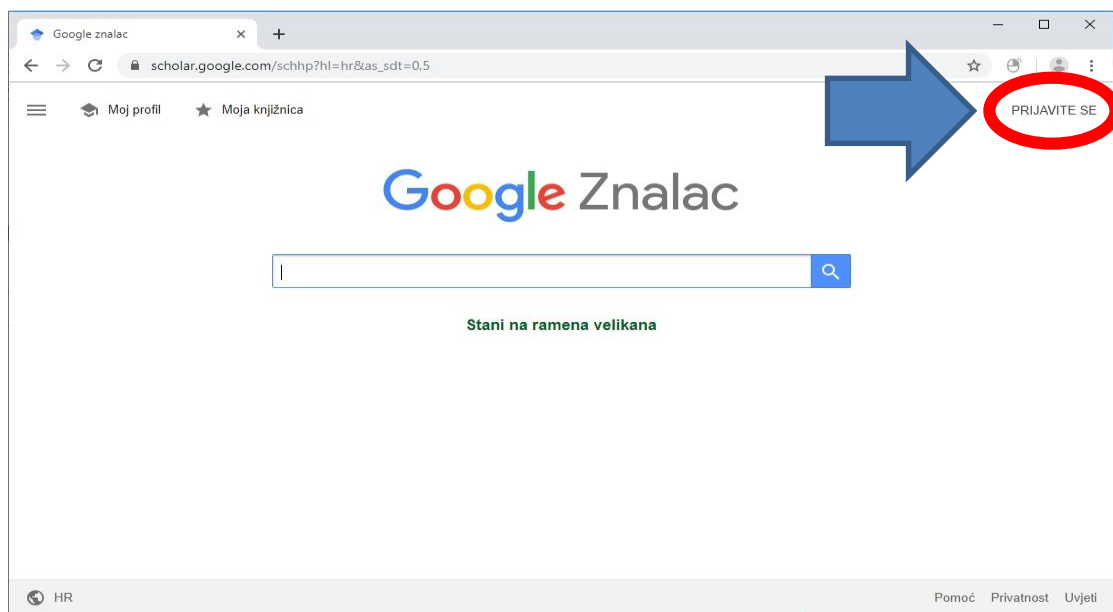 Google znalac
scholar.google.com/schhp?hl=hr&as_sdt=0,5
Moj profil Moja knjižnica PRIJAVITE SE
Google Znalac
Stani na ramena velikana
HR Pomoć Privatnost Uvjeti